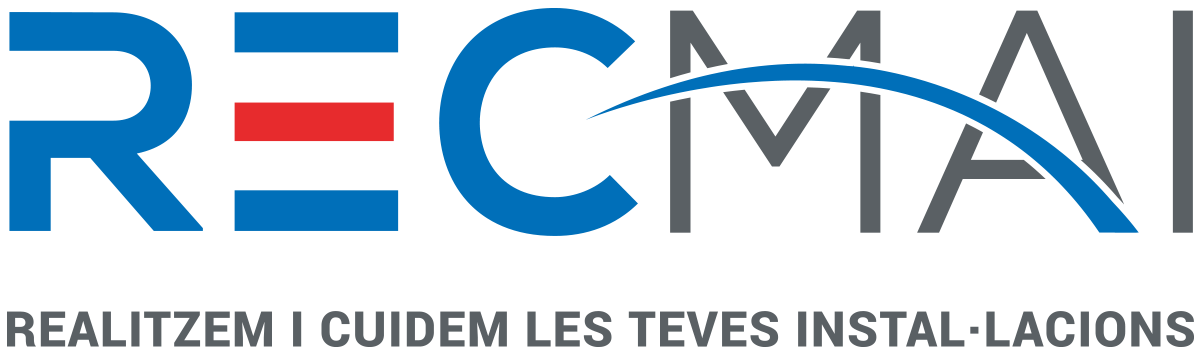 RECMAI
REALITZEM I CUIDEM LES TEVES INSTAL·LACIONS